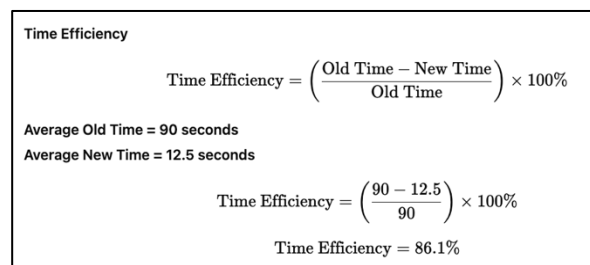 Time Efficiency
Time Efficiency = ( Old Time − New Time / Old Time ) × 100%
Average Old Time = 90 seconds
Average New Time = 12.5 seconds
Time Efficiency = ( 90 − 12.5 / 90 ) × 100%
Time Efficiency = 86.1%